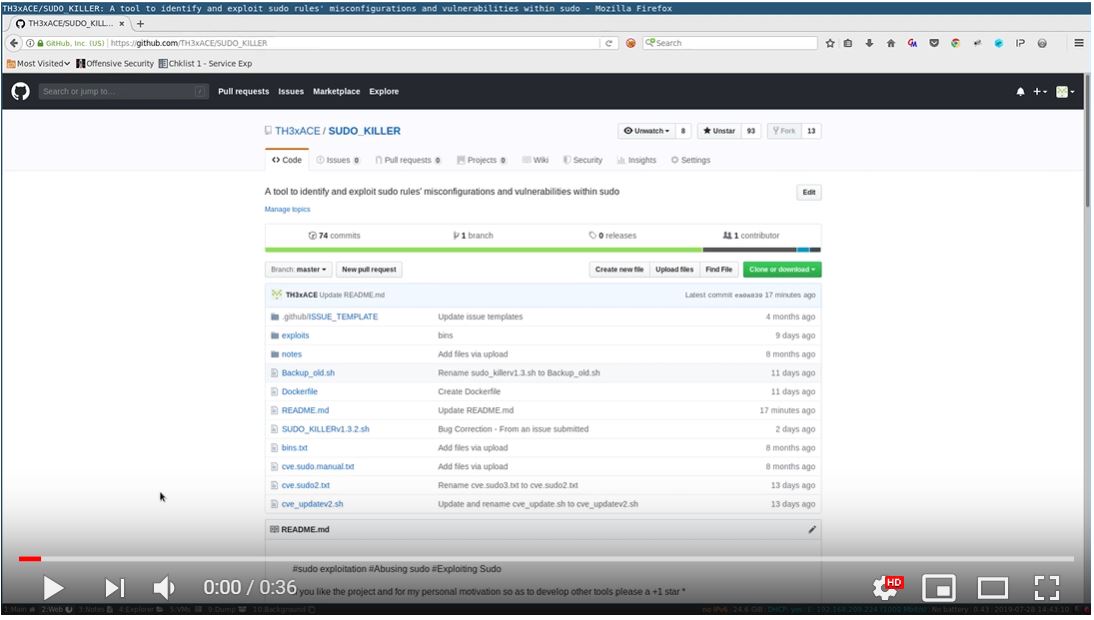 TH3xACE/SUDO_KILLER: A tool to identify and exploit sudo rules' misconfigurations and vulnerabilities within sudo - Mozilla Firefox
TH3xACE/SUDO_KILL... × +
GitHub, Inc. (US) https://github.com/TH3xACE/SUDO_KILLER Search
Most Visited Offensive Security Chklist 1 - Service Exp
Search or jump to... / Pull requests Issues Marketplace Explore
TH3xACE / SUDO_KILLER Unwatch 8 Unstar 93 Fork 13
Code Issues 0 Pull requests 0 Projects 0 Wiki Security Insights Settings
A tool to identify and exploit sudo rules' misconfigurations and vulnerabilities within sudo Edit
Manage topics
74 commits 1 branch 0 releases 1 contributor
Branch: master New pull request Create new file Upload files Find File Clone or download
TH3xACE Update README.md Latest commit 17 minutes ago
.github/ISSUE_TEMPLATE Update issue templates 4 months ago
exploits bins 9 days ago
notes Add files via upload 8 months ago
Backup_old.sh Rename sudo_killerv1.3.sh to Backup_old.sh 11 days ago
Dockerfile Create Dockerfile 11 days ago
README.md Update README.md 17 minutes ago
SUDO_KILLERv1.3.2.sh Bug Correction - From an issue submitted 2 days ago
bins.txt Add files via upload 8 months ago
cve.sudo.manual.txt Add files via upload 8 months ago
cve.sudo2.txt Rename cve.sudo3.txt to cve.sudo2.txt 13 days ago
cve_updatev2.sh Update and rename cve_update.sh to cve_updatev2.sh 13 days ago
README.md
#sudo exploitation #Abusing sudo #Exploiting Sudo
0:00 / 0:36 HD
you like the project and for my personal motivation so as to develop other tools please a +1 star *
1:Main 2:Web 3:Notes 4:Explorer 5:VMs 9:Dump 10:Background no IPv6 24.6 GiB No battery 0.43 2019-07-28 14:43:10